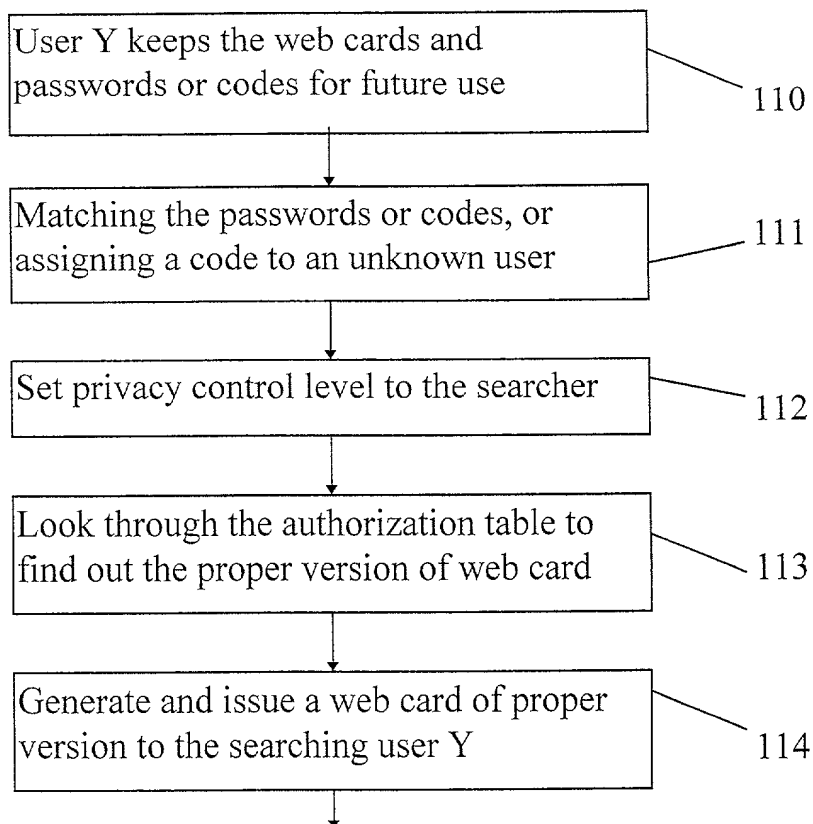 User Y keeps the web cards and
passwords or codes for future use
110
Matching the passwords or codes, or
assigning a code to an unknown user
111
Set privacy control level to the searcher
112
Look through the authorization table to
find out the proper version of web card
113
Generate and issue a web card of proper
version to the searching user Y
114